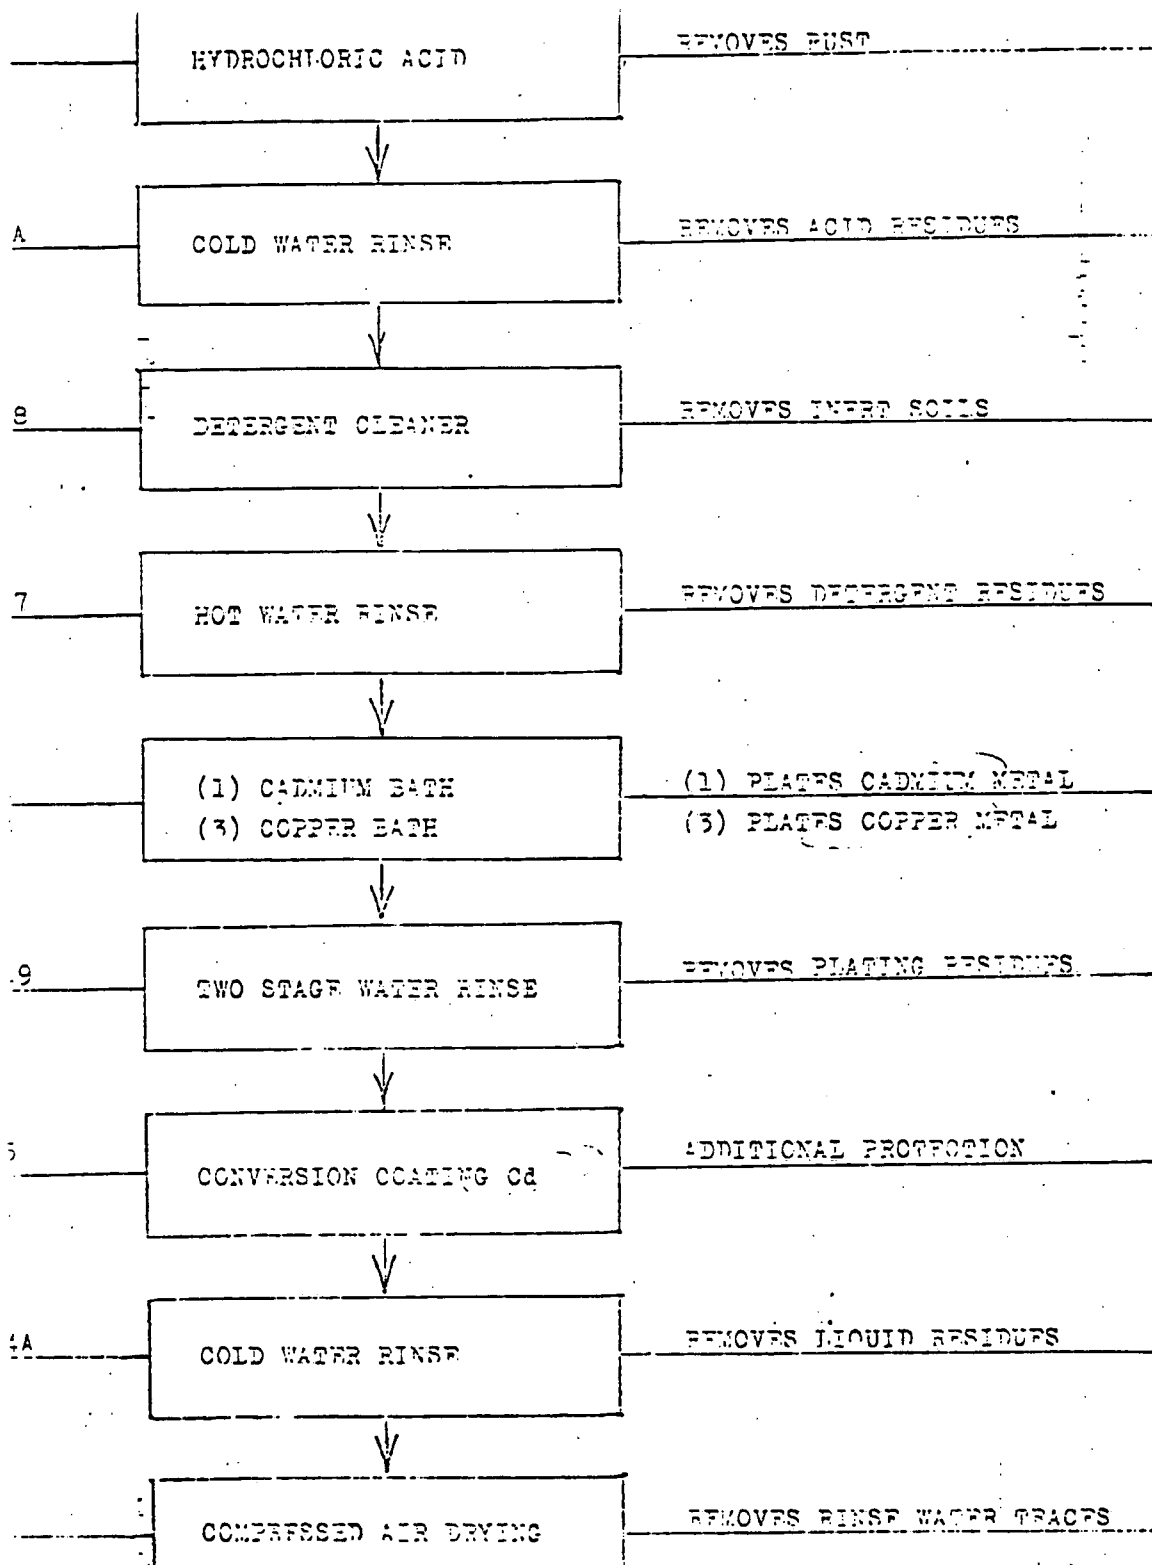 HYDROCHLORIC ACID
REMOVES RUST
A
COLD WATER RINSE
REMOVES ACID RESIDUES
8
DETERGENT CLEANER
REMOVES INERT SOILS
7
HOT WATER RINSE
REMOVES DETERGENT RESIDUES
(1) CADMIUM BATH
(1) PLATES CADMIUM METAL
(3) COPPER BATH
(3) PLATES COPPER METAL
9
TWO STAGE WATER RINSE
REMOVES PLATING RESIDUES
CONVERSION COATING Cd
ADDITIONAL PROTECTION
4A
COLD WATER RINSE
REMOVES LIQUID RESIDUES
COMPRESSED AIR DRYING
REMOVES RINSE WATER TRACES